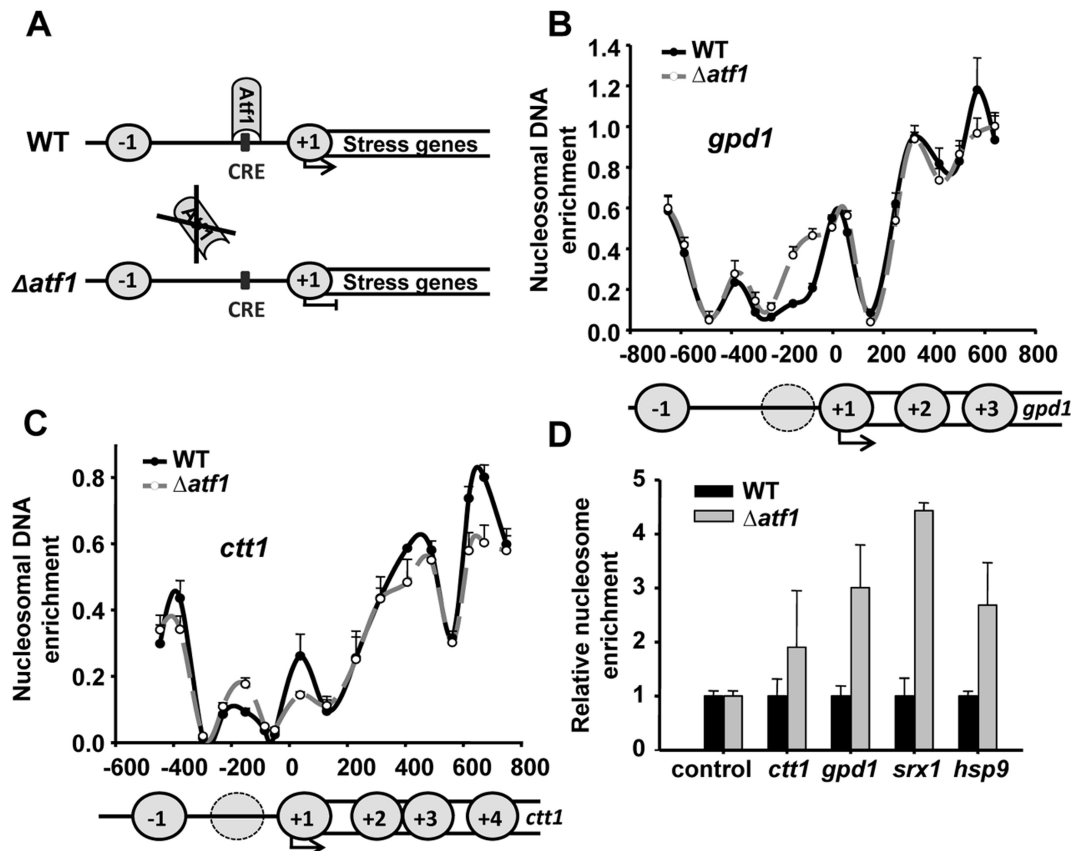 A
WT
-1
Atf1
CRE
+1
Stress genes
Δatf1
-1
CRE
+1
Stress genes
B
WT
Δatf1
gpd1
Nucleosomal DNA
enrichment
1.4
1.2
1.0
0.8
0.6
0.4
0.2
0.0
-800 -600 -400 -200 0 200 400 600 800
-1 +1 +2 +3 gpd1
C
WT
Δatf1
ctt1
Nucleosomal DNA
enrichment
0.8
0.6
0.4
0.2
0.0
-600 -400 -200 0 200 400 600 800
-1 +1 +2 +3 +4 ctt1
D
WT
Δatf1
Relative nucleosome
enrichment
5
4
3
2
1
0
control ctt1 gpd1 srx1 hsp9